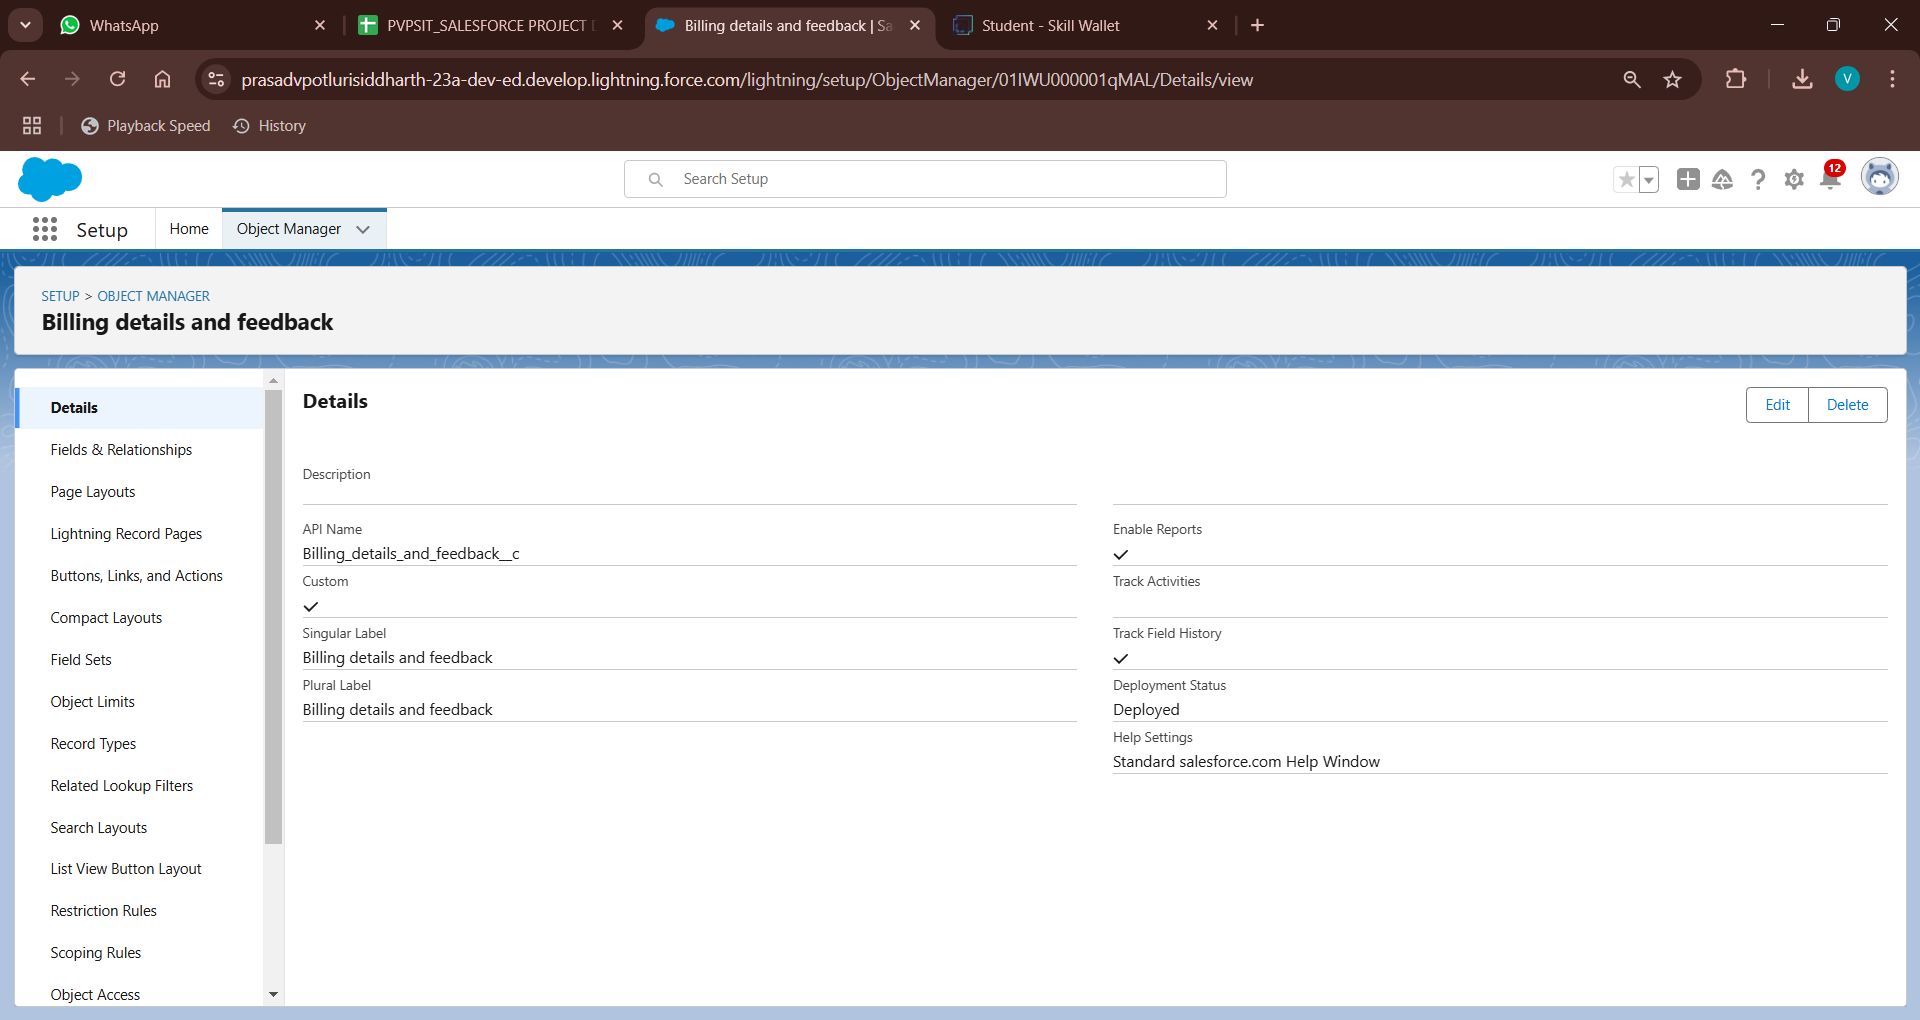 WhatsApp
PVPSIT_SALESFORCE PROJECT
Billing details and feedback | Sa
Student - Skill Wallet
prasadvpotlurisiddharth-23a-dev-ed.develop.lightning.force.com/lightning/setup/ObjectManager/01IWU000001qMAL/Details/view
V
Playback Speed
History
Search Setup
12
Setup
Home
Object Manager
SETUP > OBJECT MANAGER
Billing details and feedback
Details
Fields & Relationships
Page Layouts
Lightning Record Pages
Buttons, Links, and Actions
Compact Layouts
Field Sets
Object Limits
Record Types
Related Lookup Filters
Search Layouts
List View Button Layout
Restriction Rules
Scoping Rules
Object Access
Details
Edit
Delete
Description
API Name
Billing_details_and_feedback__c
Custom
Singular Label
Billing details and feedback
Plural Label
Billing details and feedback
Enable Reports
Track Activities
Track Field History
Deployment Status
Deployed
Help Settings
Standard salesforce.com Help Window